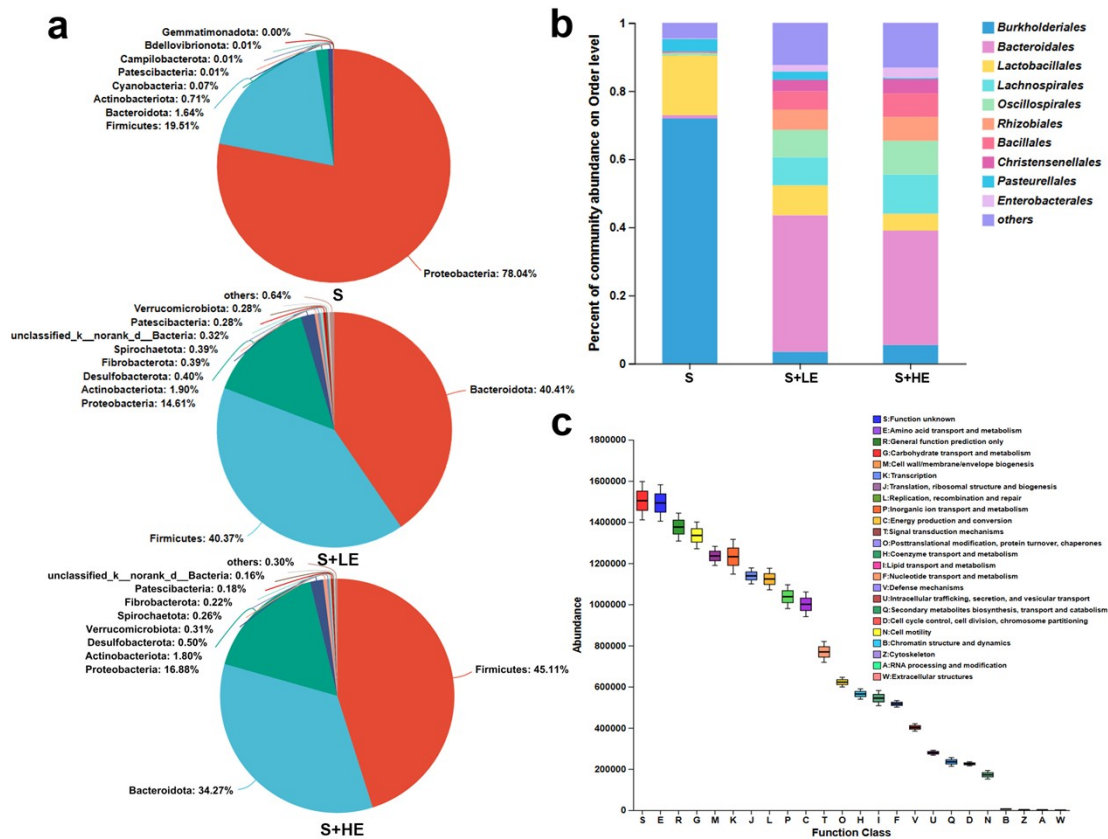 a
Gemmatimonadota: 0.00%
Bdellovibrionota: 0.01%
Campilobacterota: 0.01%
Patescibacteria: 0.01%
Cyanobacteria: 0.07%
Actinobacteriota: 0.71%
Bacteroidota: 1.64%
Firmicutes: 19.51%
Proteobacteria: 78.04%
S
others: 0.64%
Verrucomicrobiota: 0.28%
Patescibacteria: 0.28%
unclassified_k__norank_d__Bacteria: 0.32%
Spirochaetota: 0.39%
Fibrobacterota: 0.39%
Desulfobacterota: 0.40%
Actinobacteriota: 1.90%
Proteobacteria: 14.61%
Bacteroidota: 40.41%
Firmicutes: 40.37%
S+LE
others: 0.30%
unclassified_k__norank_d__Bacteria: 0.16%
Patescibacteria: 0.18%
Fibrobacterota: 0.22%
Spirochaetota: 0.26%
Verrucomicrobiota: 0.31%
Desulfobacterota: 0.50%
Actinobacteriota: 1.80%
Proteobacteria: 16.88%
Firmicutes: 45.11%
Bacteroidota: 34.27%
S+HE
b
Percent of community abundance on Order level
1
0.8
0.6
0.4
0.2
0
S
S+LE
S+HE
Burkholderiales
Bacteroidales
Lactobacillales
Lachnospirales
Oscillospirales
Rhizobiales
Bacillales
Christensenellales
Pasteurellales
Enterobacterales
others
c
Abundance
1800000
1600000
1400000
1200000
1000000
800000
600000
400000
200000
0
S E R G M K J L P C T O H I F V U Q D N B Z A W
Function Class
S:Function unknown
E:Amino acid transport and metabolism
R:General function prediction only
G:Carbohydrate transport and metabolism
M:Cell wall/membrane/envelope biogenesis
K:Transcription
J:Translation, ribosomal structure and biogenesis
L:Replication, recombination and repair
P:Inorganic ion transport and metabolism
C:Energy production and conversion
T:Signal transduction mechanisms
O:Posttranslational modification, protein turnover, chaperones
H:Coenzyme transport and metabolism
I:Lipid transport and metabolism
F:Nucleotide transport and metabolism
V:Defense mechanisms
U:Intracellular trafficking, secretion, and vesicular transport
Q:Secondary metabolites biosynthesis, transport and catabolism
D:Cell cycle control, cell division, chromosome partitioning
N:Cell motility
B:Chromatin structure and dynamics
Z:Cytoskeleton
A:RNA processing and modification
W:Extracellular structures